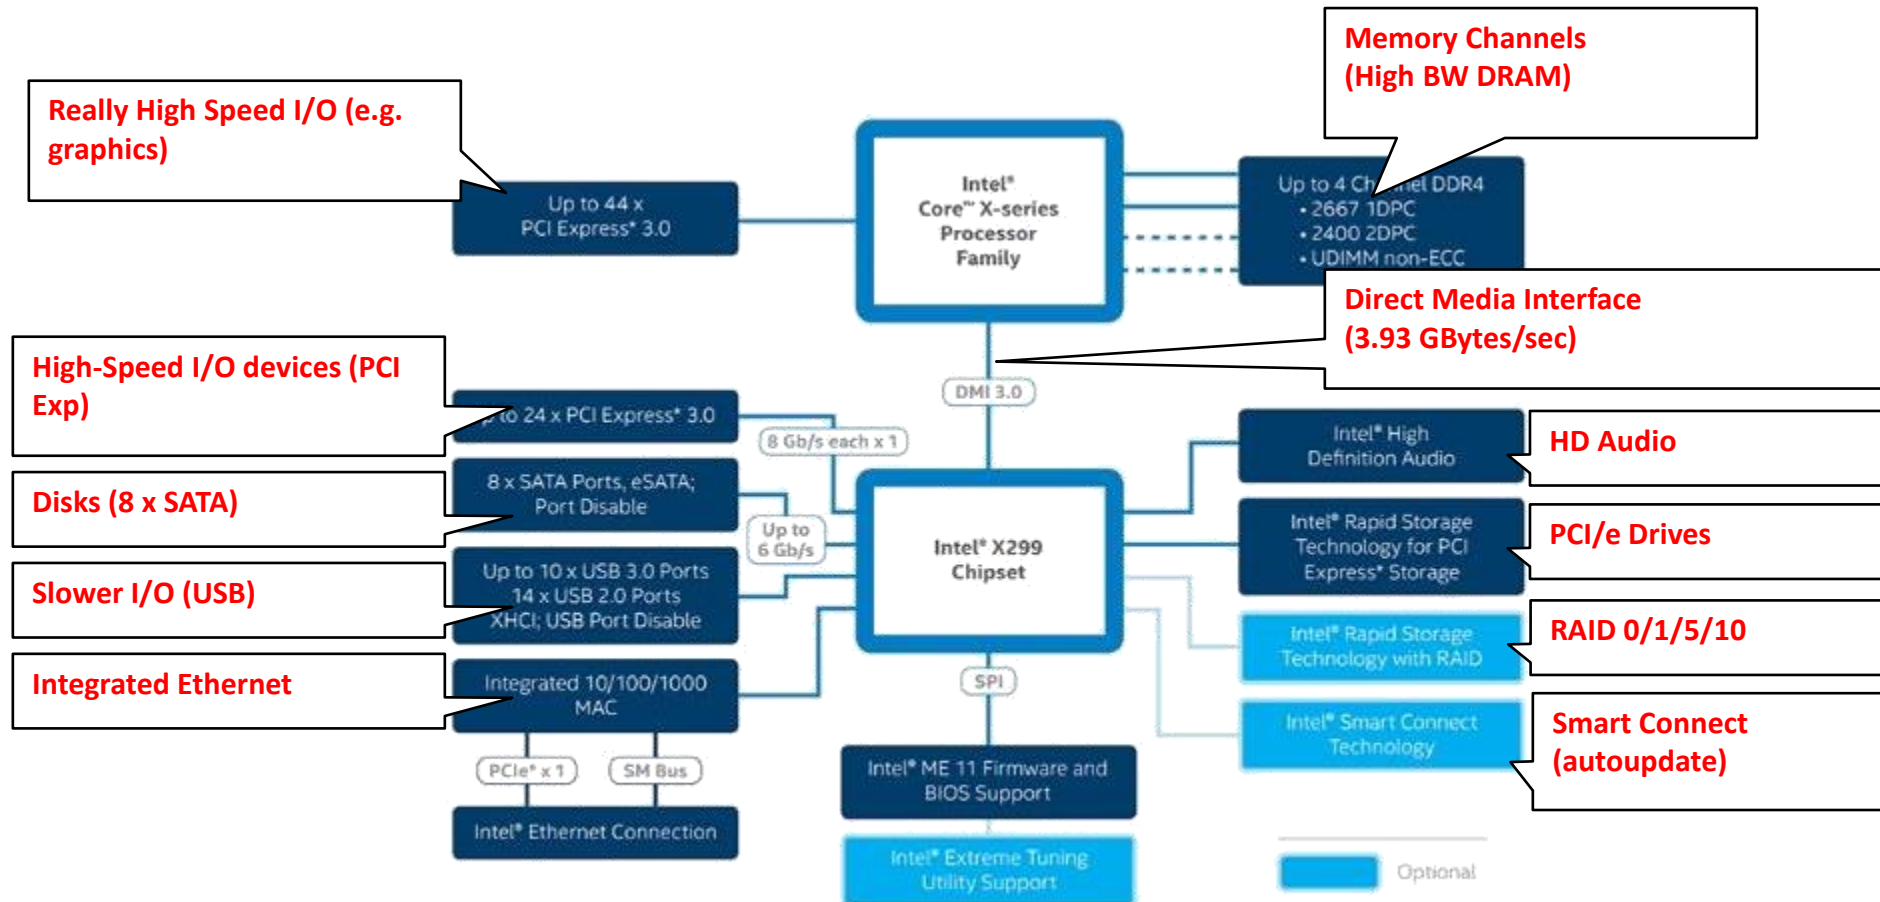 Memory Channels
(High BW DRAM)
Really High Speed I/O (e.g.
graphics)
Up to 44 x
PCI Express* 3.0
Intel®
Core™ X-series
Processor
Family
Up to 4 Channel DDR4
• 2667 1DPC
• 2400 2DPC
• UDIMM non-ECC
Direct Media Interface
(3.93 GBytes/sec)
DMI 3.0
High-Speed I/O devices (PCI
Exp)
to 24 x PCI Express* 3.0
8 Gb/s each x 1
Disks (8 x SATA)
8 x SATA Ports, eSATA;
Port Disable
Up to
6 Gb/s
Slower I/O (USB)
Up to 10 x USB 3.0 Ports
14 x USB 2.0 Ports
XHCI; USB Port Disable
Integrated Ethernet
Integrated 10/100/1000
MAC
PCIe* x 1
SM Bus
Intel® Ethernet Connection
Intel® X299
Chipset
SPI
Intel® ME 11 Firmware and
BIOS Support
Intel® Extreme Tuning
Utility Support
Intel® High
Definition Audio
HD Audio
Intel® Rapid Storage
Technology for PCI
Express* Storage
PCI/e Drives
Intel® Rapid Storage
Technology with RAID
RAID 0/1/5/10
Intel® Smart Connect
Technology
Smart Connect
(autoupdate)
Optional